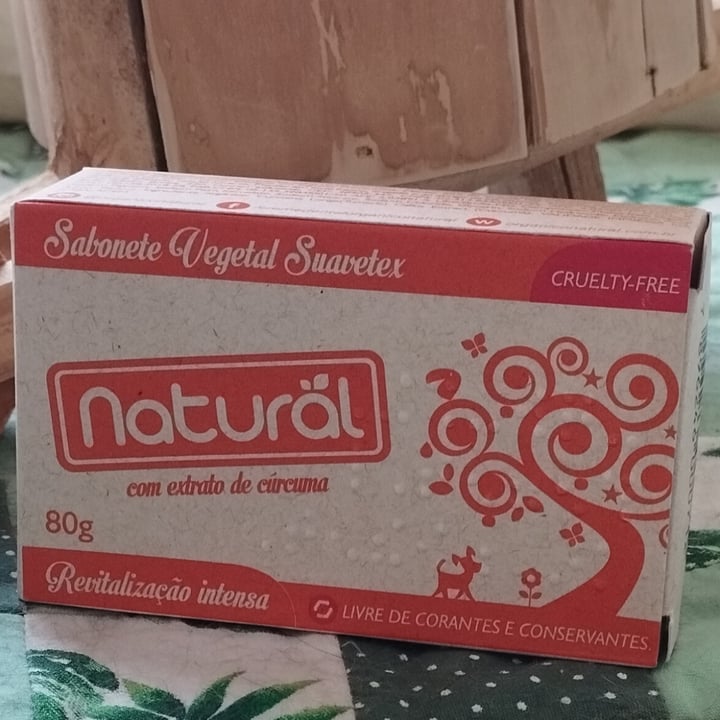 Sabonete Vegetal Suavetex
CRUELTY-FREE
naturäl
com extrato de cúrcuma
80g
Revitalização intensa
LIVRE DE CORANTES E CONSERVANTES.